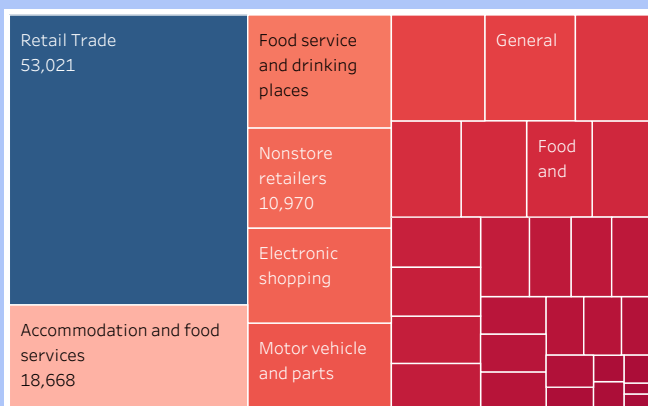 Retail Trade
53,021
Accommodation and food
services
18,668
Food service
and drinking
places
Nonstore
retailers
10,970
Electronic
shopping
Motor vehicle
and parts
General
Food
and